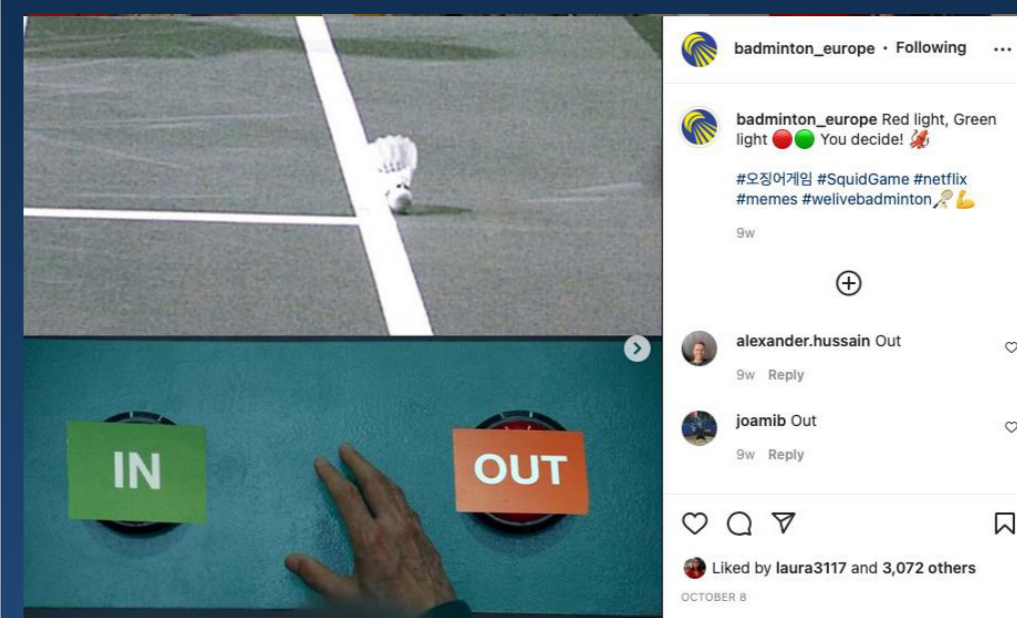 IN
OUT
badminton_europe · Following ...
badminton_europe Red light, Green
light 🔴🟢 You decide! 🦑
#오징어게임 #SquidGame #netflix
#memes #welivebadminton🏸💪
9w
alexander.hussain Out
9w Reply
joamib Out
9w Reply
Liked by laura3117 and 3,072 others
OCTOBER 8